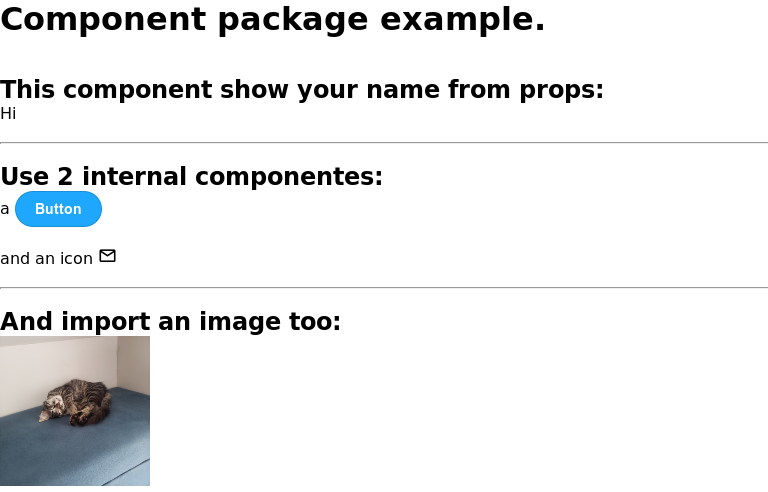 Component package example.
This component show your name from props:
Hi
Use 2 internal componentes:
a Button
and an icon
And import an image too: